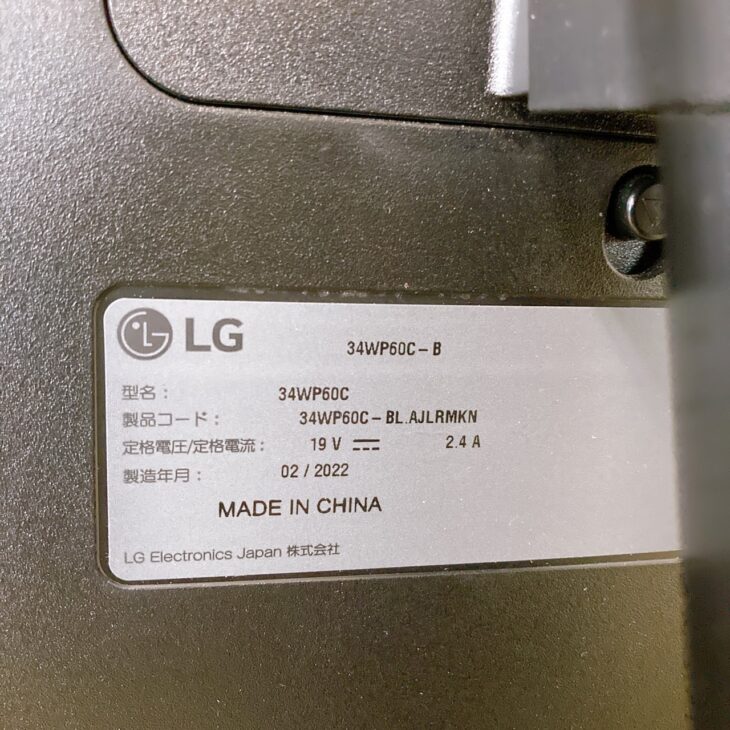 LG
34WP60C-B
型名： 34WP60C
製品コード： 34WP60C-BL.AJLRMKN
定格電圧/定格電流： 19 V ⎓ 2.4 A
製造年月： 02 / 2022
MADE IN CHINA
LG Electronics Japan 株式会社